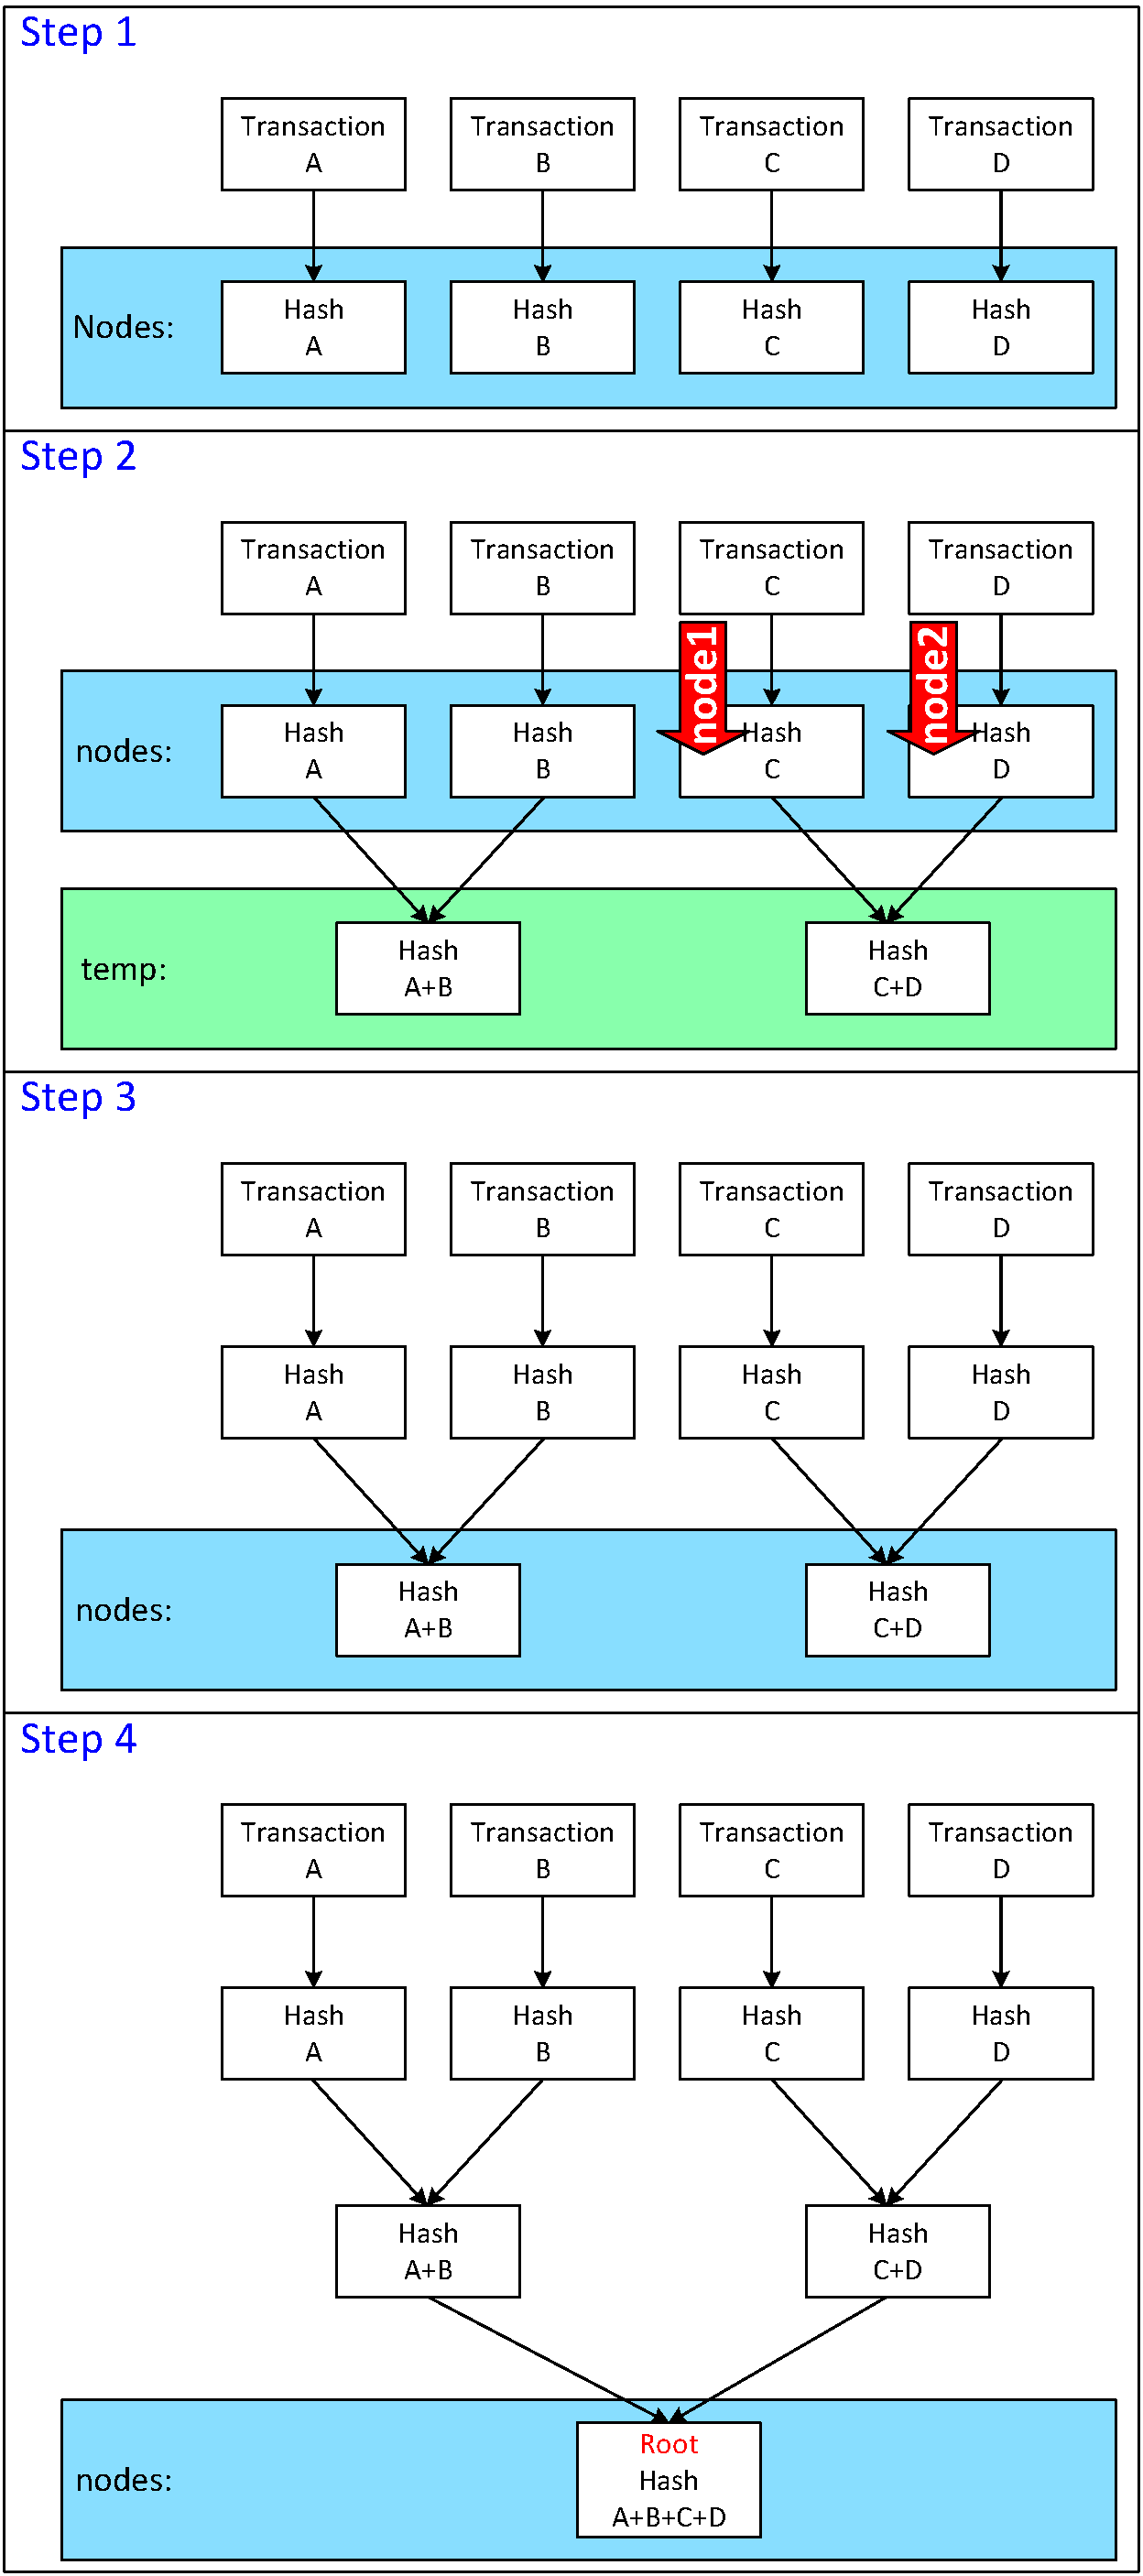 Step 1
Transaction Transaction Transaction Transaction
A B C D
Hash Hash Hash Hash
Nodes:
A B C D
Step 2
Transaction Transaction Transaction Transaction
A B C D
node1 node2
Hash Hash Hash Hash
nodes:
A B C D
Hash Hash
temp:
A+B C+D
Step 3
Transaction Transaction Transaction Transaction
A B C D
Hash Hash Hash Hash
A B C D
Hash Hash
nodes:
A+B C+D
Step 4
Transaction Transaction Transaction Transaction
A B C D
Hash Hash Hash Hash
A B C D
Hash Hash
A+B C+D
Root
nodes:
Hash
A+B+C+D